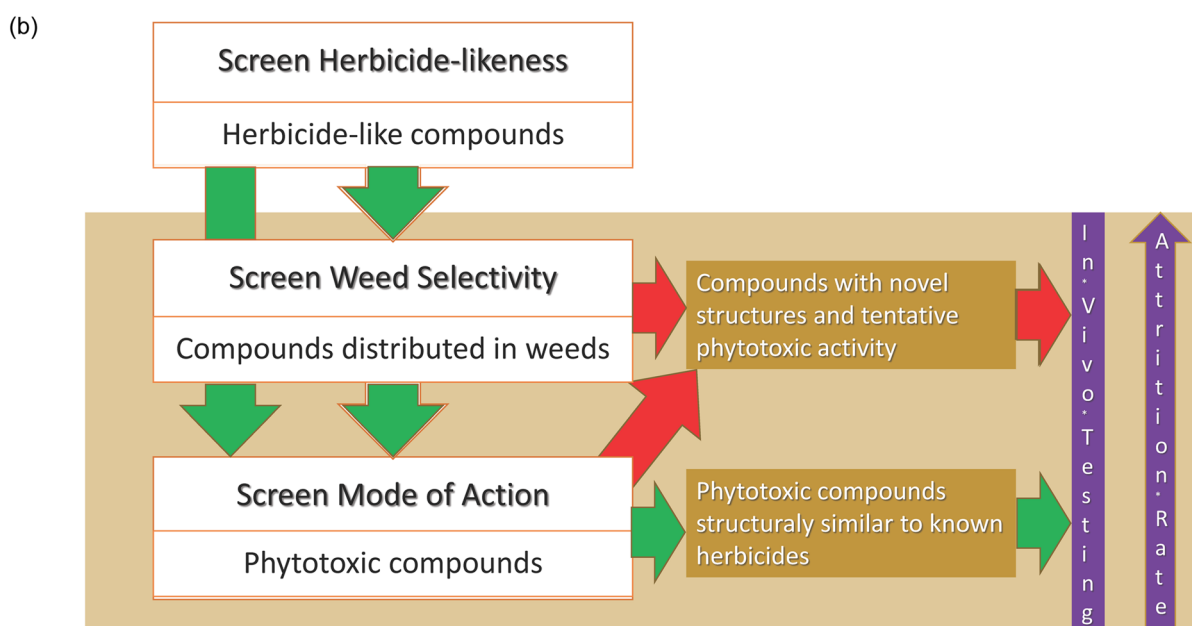 (b)
Screen Herbicide-likeness
Herbicide-like compounds
Screen Weed Selectivity
Compounds distributed in weeds
Compounds with novel
structures and tentative
phytotoxic activity
Screen Mode of Action
Phytotoxic compounds
Phytotoxic compounds
structuraly similar to known
herbicides
In*Vivo*Testing
Attrition*Rate